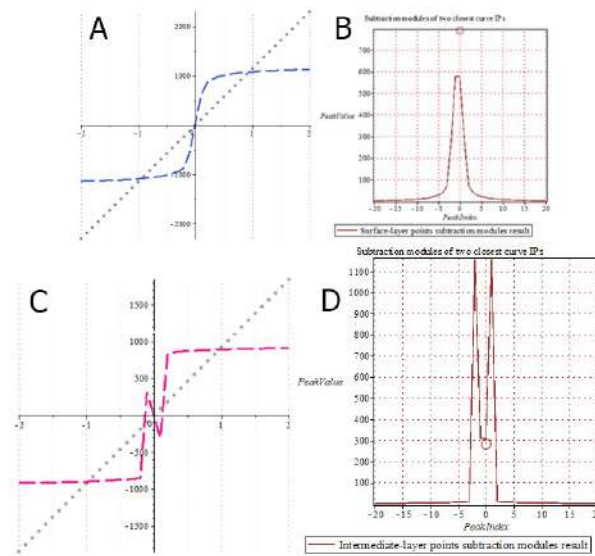 A
2000
1000
-2
-1
0
1
2
-1000
-2000
B
Subtraction modules of two closest curve IPs
700
600
500
PeakValue
400
300
200
100
-20 -15 -10 -5 0 5 10 15 20
PeakIndex
Surface-layer points subtraction modules result
C
1500
1000
500
-2
-1
0
1
2
-500
-1000
-1500
D
Subtraction modules of two closest curve IPs
1100
1000
900
800
700
PeakValue
600
500
400
300
200
100
-20 -15 -10 -5 0 5 10 15 20
PeakIndex
Intermediate-layer points subtraction modules result